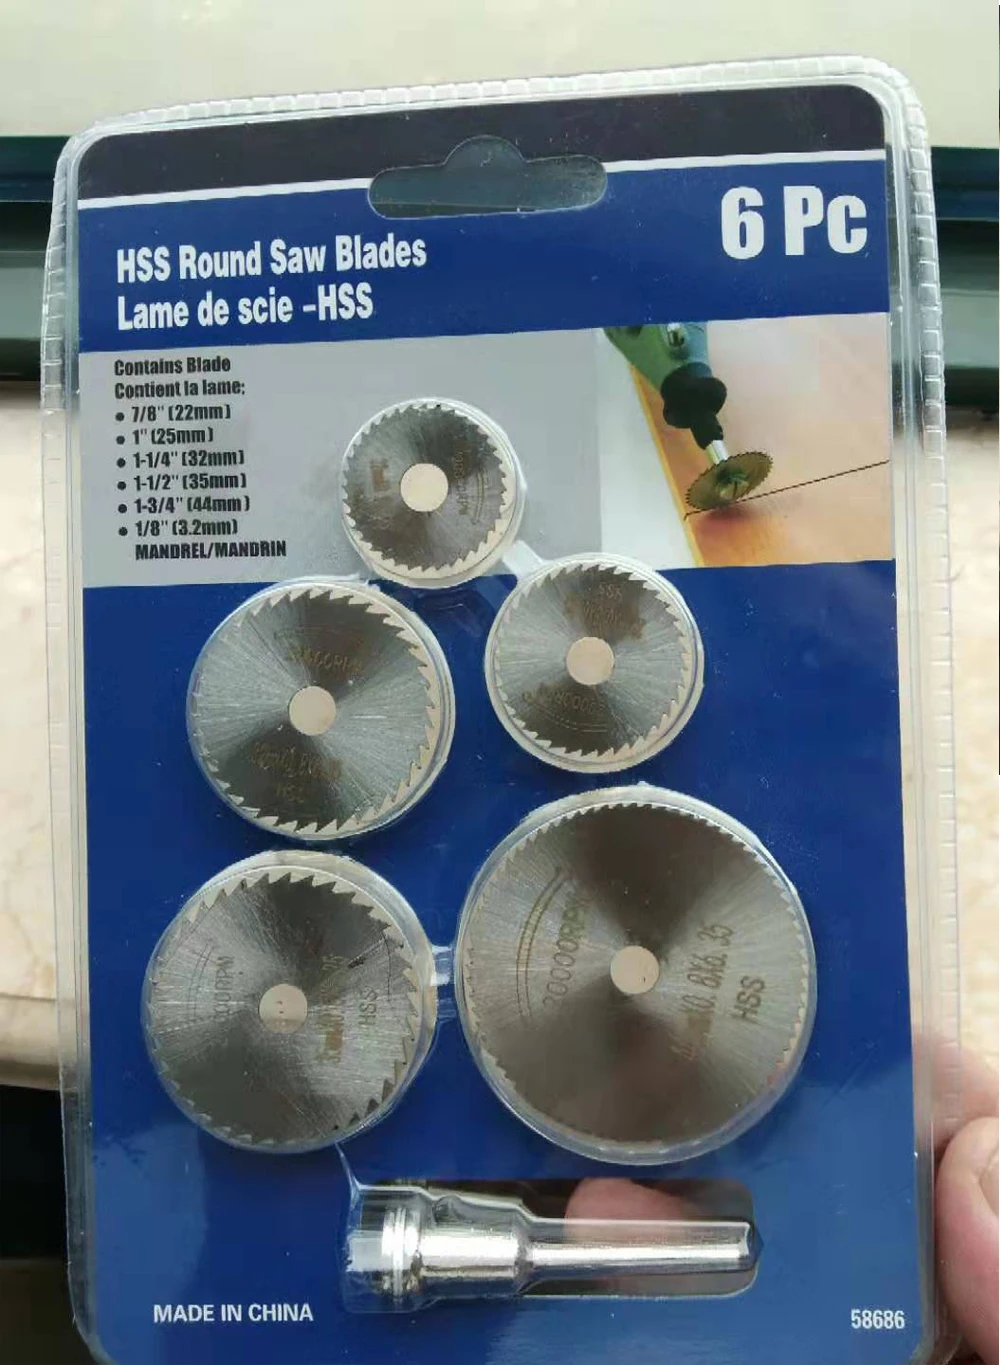 6 Pc
HSS Round Saw Blades
Lame de scie -HSS
Contains Blade
Contient la lame:
• 7/8" (22mm)
• 1" (25mm)
• 1-1/4" (32mm)
• 1-1/2" (35mm)
• 1-3/4" (44mm)
• 1/8" (3.2mm)
MANDREL/MANDRIN
HSS
HSS
X6.35
HSS
MADE IN CHINA
58686